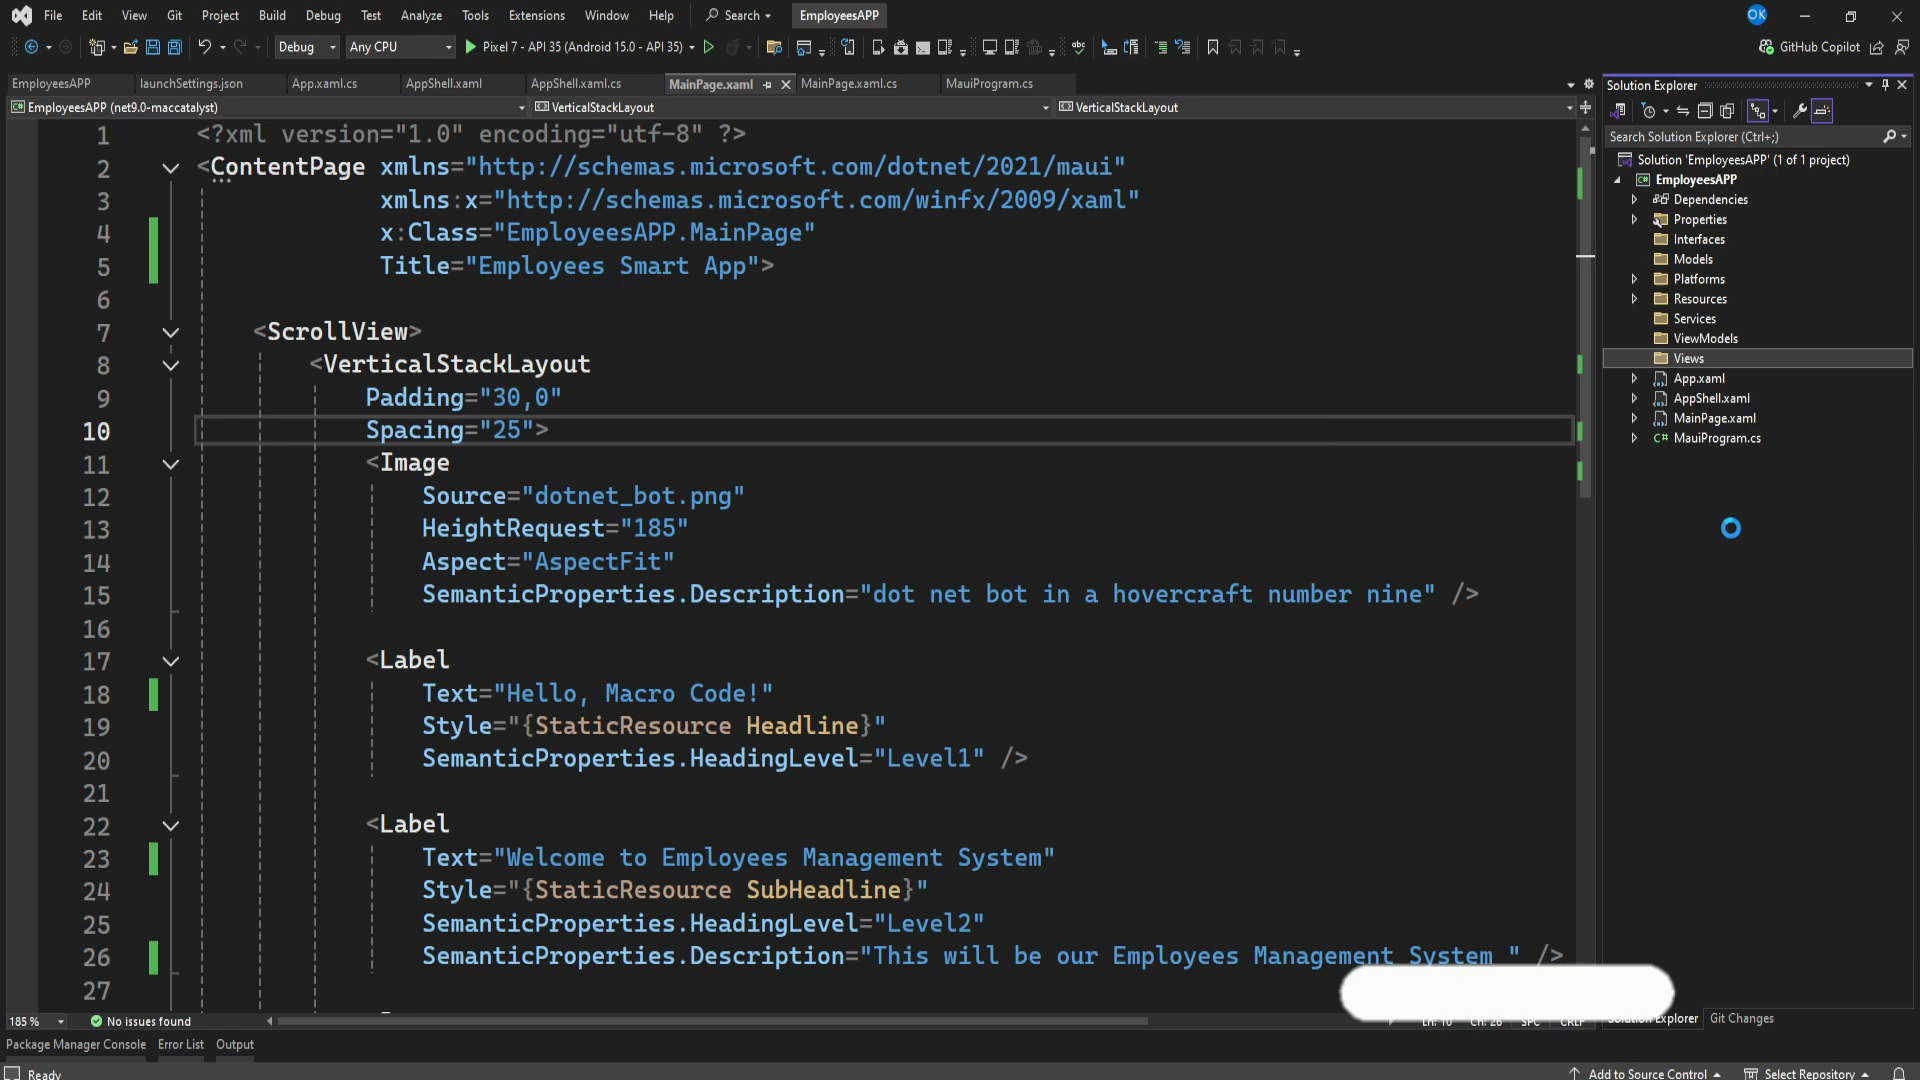 File Edit View Git Project Build Debug Test Analyze Tools Extensions Window Help Search EmployeesAPP OK
Debug Any CPU Pixel 7 - API 35 (Android 15.0 - API 35) GitHub Copilot
EmployeesAPP launchSettings.json App.xaml.cs AppShell.xaml AppShell.xaml.cs MainPage.xaml MainPage.xaml.cs MauiProgram.cs
EmployeesAPP (net9.0-maccatalyst) VerticalStackLayout VerticalStackLayout
1 <?xml version="1.0" encoding="utf-8" ?>
2 <ContentPage xmlns="http://schemas.microsoft.com/dotnet/2021/maui"
3 xmlns:x="http://schemas.microsoft.com/winfx/2009/xaml"
4 x:Class="EmployeesAPP.MainPage"
5 Title="Employees Smart App">
6
7 <ScrollView>
8 <VerticalStackLayout
9 Padding="30,0"
10 Spacing="25">
11 <Image
12 Source="dotnet_bot.png"
13 HeightRequest="185"
14 Aspect="AspectFit"
15 SemanticProperties.Description="dot net bot in a hovercraft number nine" />
16
17 <Label
18 Text="Hello, Macro Code!"
19 Style="{StaticResource Headline}"
20 SemanticProperties.HeadingLevel="Level1" />
21
22 <Label
23 Text="Welcome to Employees Management System"
24 Style="{StaticResource SubHeadline}"
25 SemanticProperties.HeadingLevel="Level2"
26 SemanticProperties.Description="This will be our Employees Management System " />
27
185 % No issues found Ln: 10 Ch: 26 SPC CRLF
Package Manager Console Error List Output
Ready
Solution Explorer
Search Solution Explorer (Ctrl+;)
Solution 'EmployeesAPP' (1 of 1 project)
EmployeesAPP
Dependencies
Properties
Interfaces
Models
Platforms
Resources
Services
ViewModels
Views
App.xaml
AppShell.xaml
MainPage.xaml
C# MauiProgram.cs
Solution Explorer Git Changes
Add to Source Control Select Repository